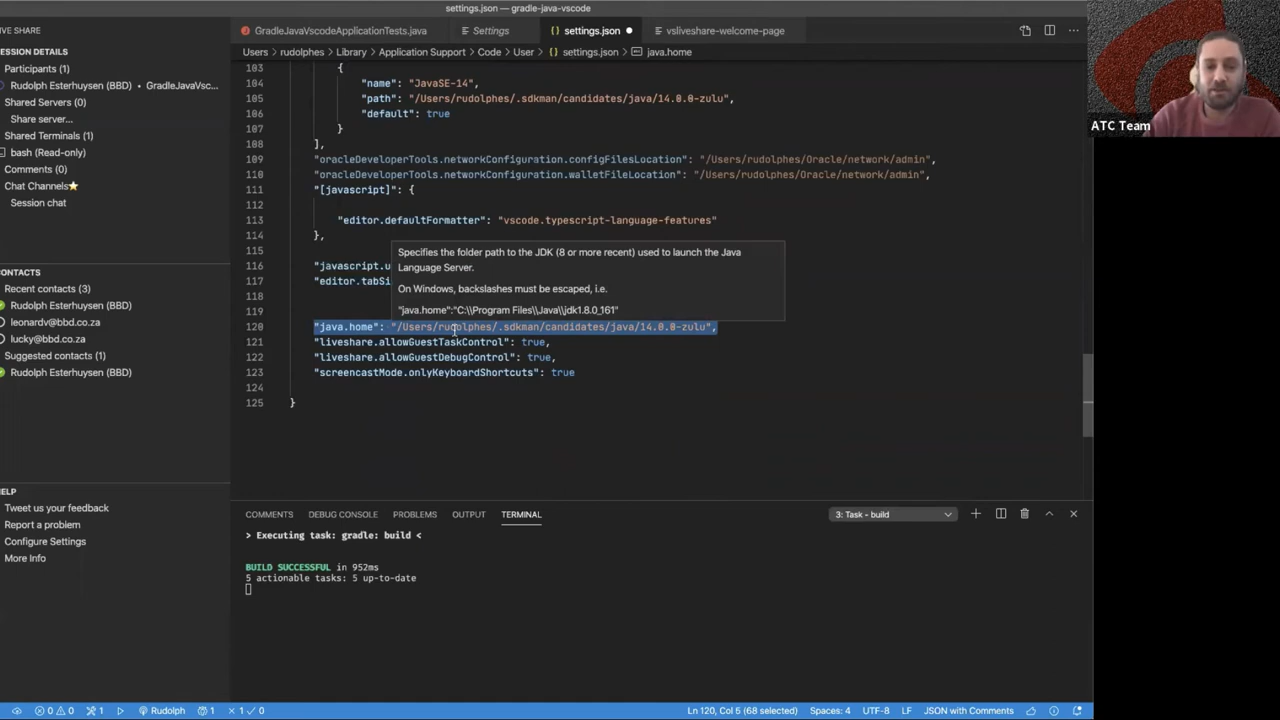 settings.json — gradle-java-vscode
IVE SHARE
GradleJavaVscodeApplicationTests.java
Settings
settings.json
vsliveshare-welcome-page
SESSION DETAILS
Participants (1)
Rudolph Esterhuysen (BBD) • GradleJavaVsc...
Shared Servers (0)
Share server...
Shared Terminals (1)
bash (Read-only)
Comments (0)
Chat Channels
Session chat
CONTACTS
Recent contacts (3)
Rudolph Esterhuysen (BBD)
leonardv@bbd.co.za
lucky@bbd.co.za
Suggested contacts (1)
Rudolph Esterhuysen (BBD)
ELP
Tweet us your feedback
Report a problem
Configure Settings
More Info
Users › rudolphes › Library › Application Support › Code › User › settings.json › java.home
103 {
104 "name": "JavaSE-14",
105 "path": "/Users/rudolphes/.sdkman/candidates/java/14.0.0-zulu",
106 "default": true
107 }
108 ],
109 "oracleDeveloperTools.networkConfiguration.configFilesLocation": "/Users/rudolphes/Oracle/network/admin",
110 "oracleDeveloperTools.networkConfiguration.walletFileLocation": "/Users/rudolphes/Oracle/network/admin",
111 "[javascript]": {
112
113 "editor.defaultFormatter": "vscode.typescript-language-features"
114 },
115
116 "javascript.u
117 "editor.tabSi
118
119
120 "java.home": "/Users/rudolphes/.sdkman/candidates/java/14.0.0-zulu",
121 "liveshare.allowGuestTaskControl": true,
122 "liveshare.allowGuestDebugControl": true,
123 "screencastMode.onlyKeyboardShortcuts": true
124
125 }
Specifies the folder path to the JDK (8 or more recent) used to launch the Java
Language Server.
On Windows, backslashes must be escaped, i.e.
"java.home":"C:\\Program Files\\Java\\jdk1.8.0_161"
COMMENTS DEBUG CONSOLE PROBLEMS OUTPUT TERMINAL
3: Task - build
> Executing task: gradle: build <
BUILD SUCCESSFUL in 952ms
5 actionable tasks: 5 up-to-date
ATC Team
0 0 1 Rudolph 1 1 0
Ln 120, Col 5 (68 selected) Spaces: 4 UTF-8 LF JSON with Comments